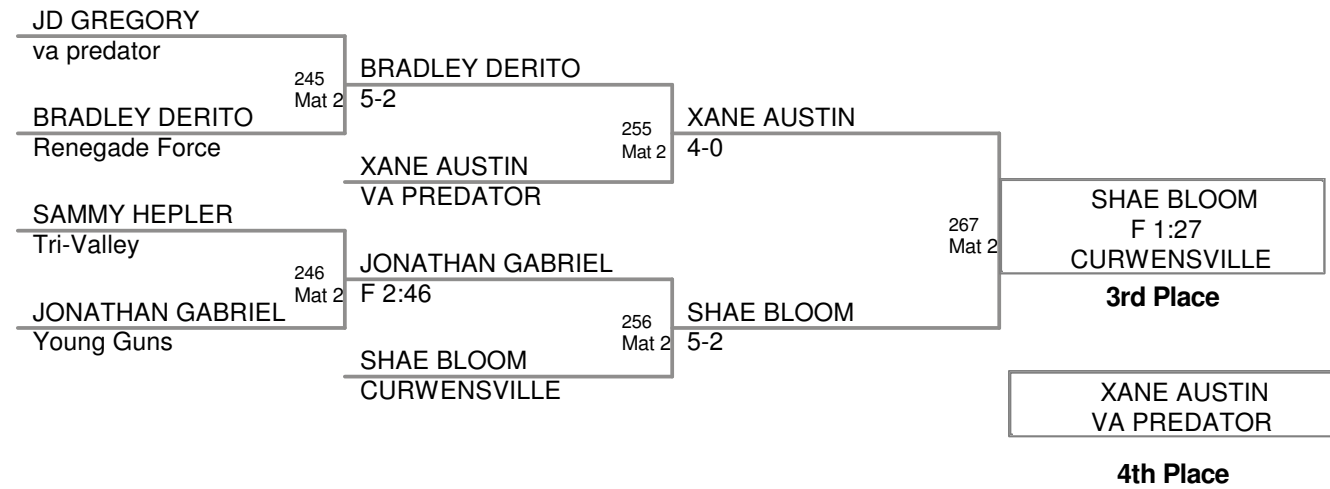 JD GREGORY
va predator
245
Mat 2
BRADLEY DERITO
5-2
BRADLEY DERITO
Renegade Force
255
Mat 2
XANE AUSTIN
4-0
XANE AUSTIN
VA PREDATOR
SAMMY HEPLER
Tri-Valley
246
Mat 2
JONATHAN GABRIEL
F 2:46
JONATHAN GABRIEL
Young Guns
256
Mat 2
SHAE BLOOM
5-2
SHAE BLOOM
CURWENSVILLE
267
Mat 2
SHAE BLOOM
F 1:27
CURWENSVILLE
3rd Place
XANE AUSTIN
VA PREDATOR
4th Place